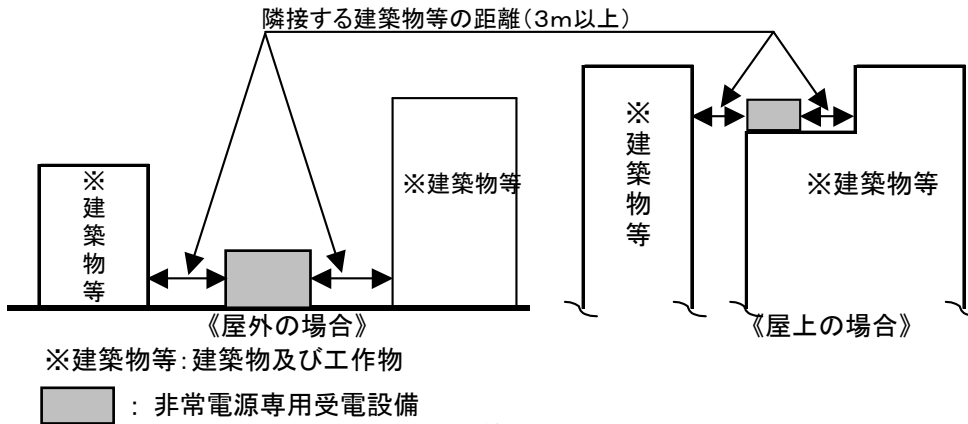 隣接する建築物等の距離(3m以上)
※建築物等
※建築物等
※建築物等
※建築物等
《屋外の場合》
《屋上の場合》
※建築物等:建築物及び工作物
:非常電源専用受電設備